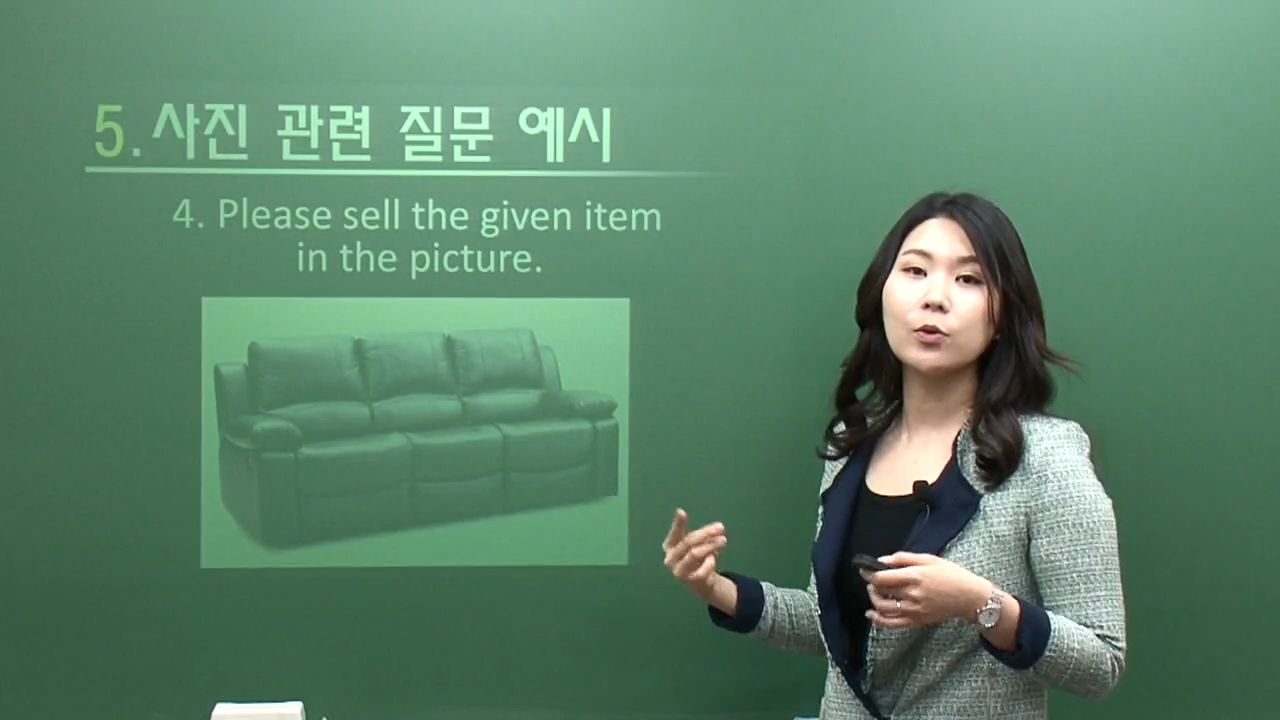 5. 사진 관련 질문 예시
4. Please sell the given item
in the picture.